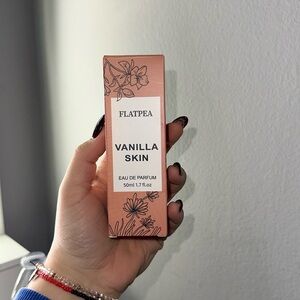 FLATPEA
VANILLA
SKIN
EAU DE PARFUM
50ml 1.7 fl.oz